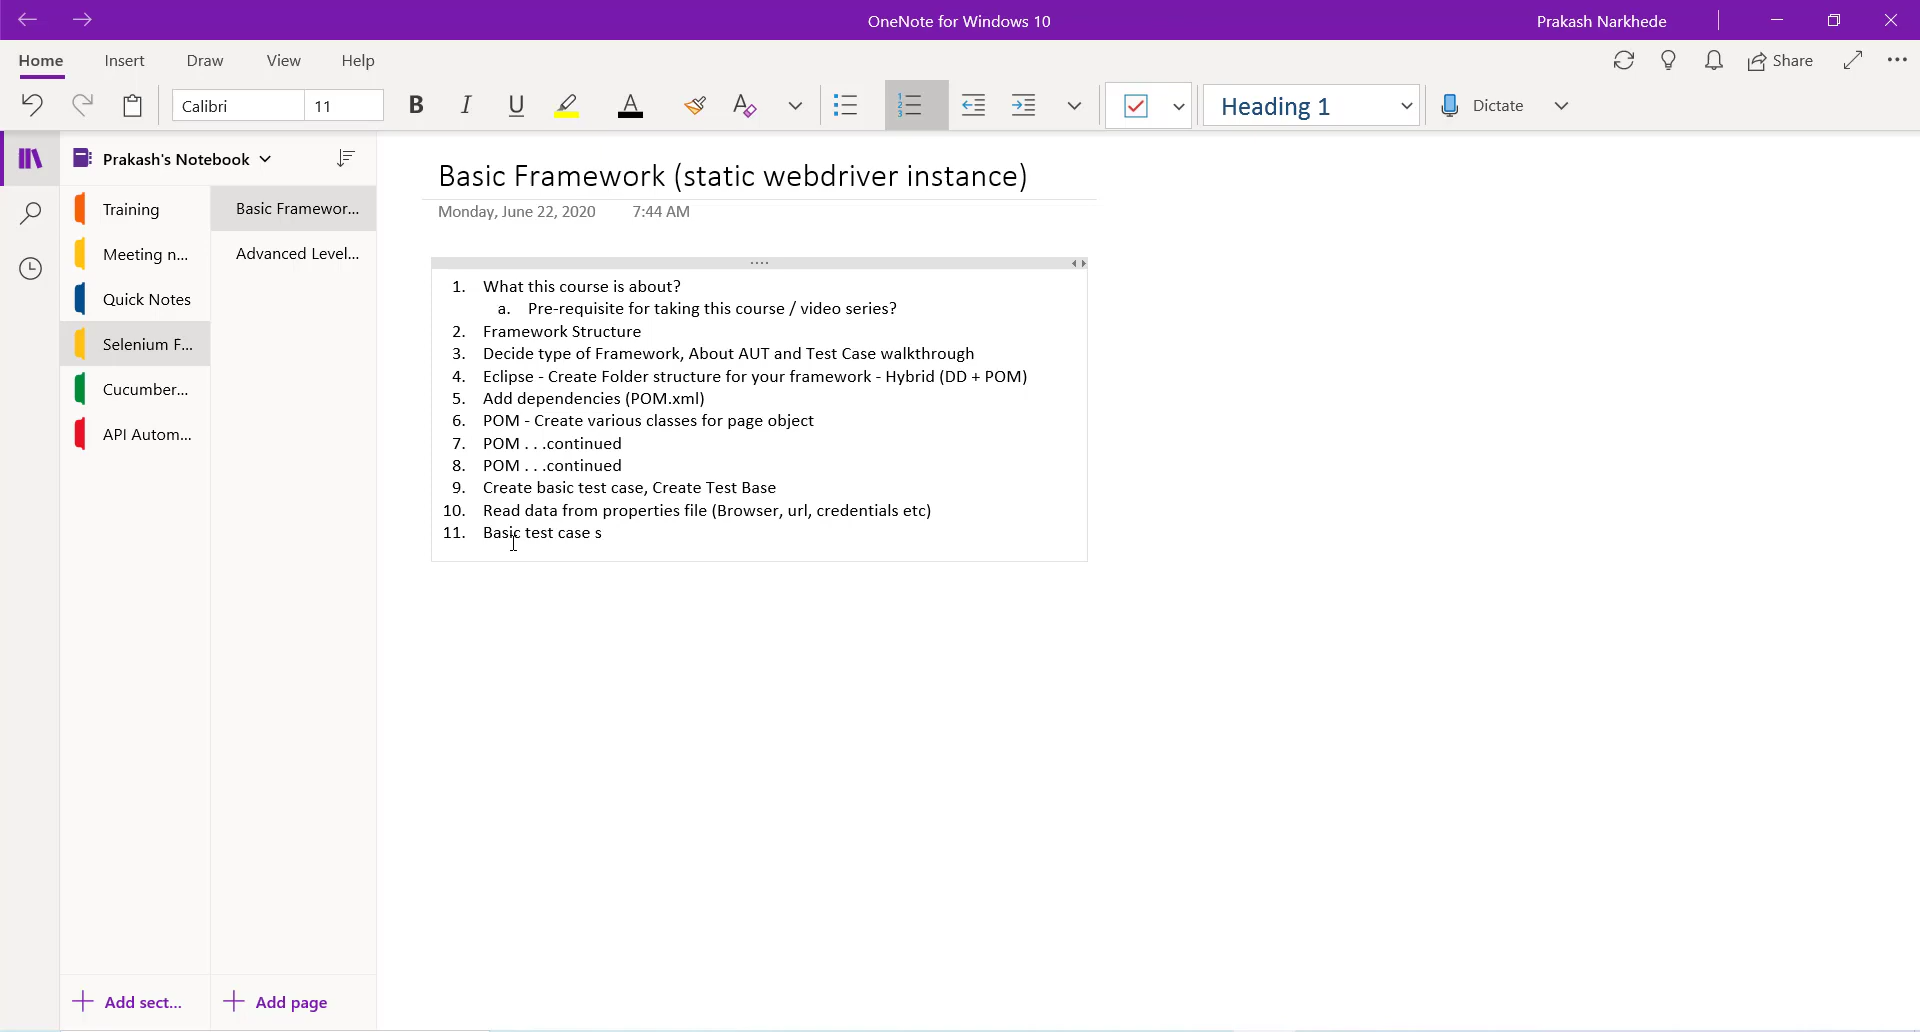 OneNote for Windows 10
Prakash Narkhede
Home Insert Draw View Help
Share
Calibri 11
B I U A A
Heading 1
Dictate
Prakash's Notebook
Training
Meeting n...
Quick Notes
Selenium F...
Cucumber...
API Autom...
Add sect...
Basic Framewor...
Advanced Level...
Add page
Basic Framework (static webdriver instance)
Monday, June 22, 2020 7:44 AM
1. What this course is about?
a. Pre-requisite for taking this course / video series?
2. Framework Structure
3. Decide type of Framework, About AUT and Test Case walkthrough
4. Eclipse - Create Folder structure for your framework - Hybrid (DD + POM)
5. Add dependencies (POM.xml)
6. POM - Create various classes for page object
7. POM . . .continued
8. POM . . .continued
9. Create basic test case, Create Test Base
10. Read data from properties file (Browser, url, credentials etc)
11. Basic test case s